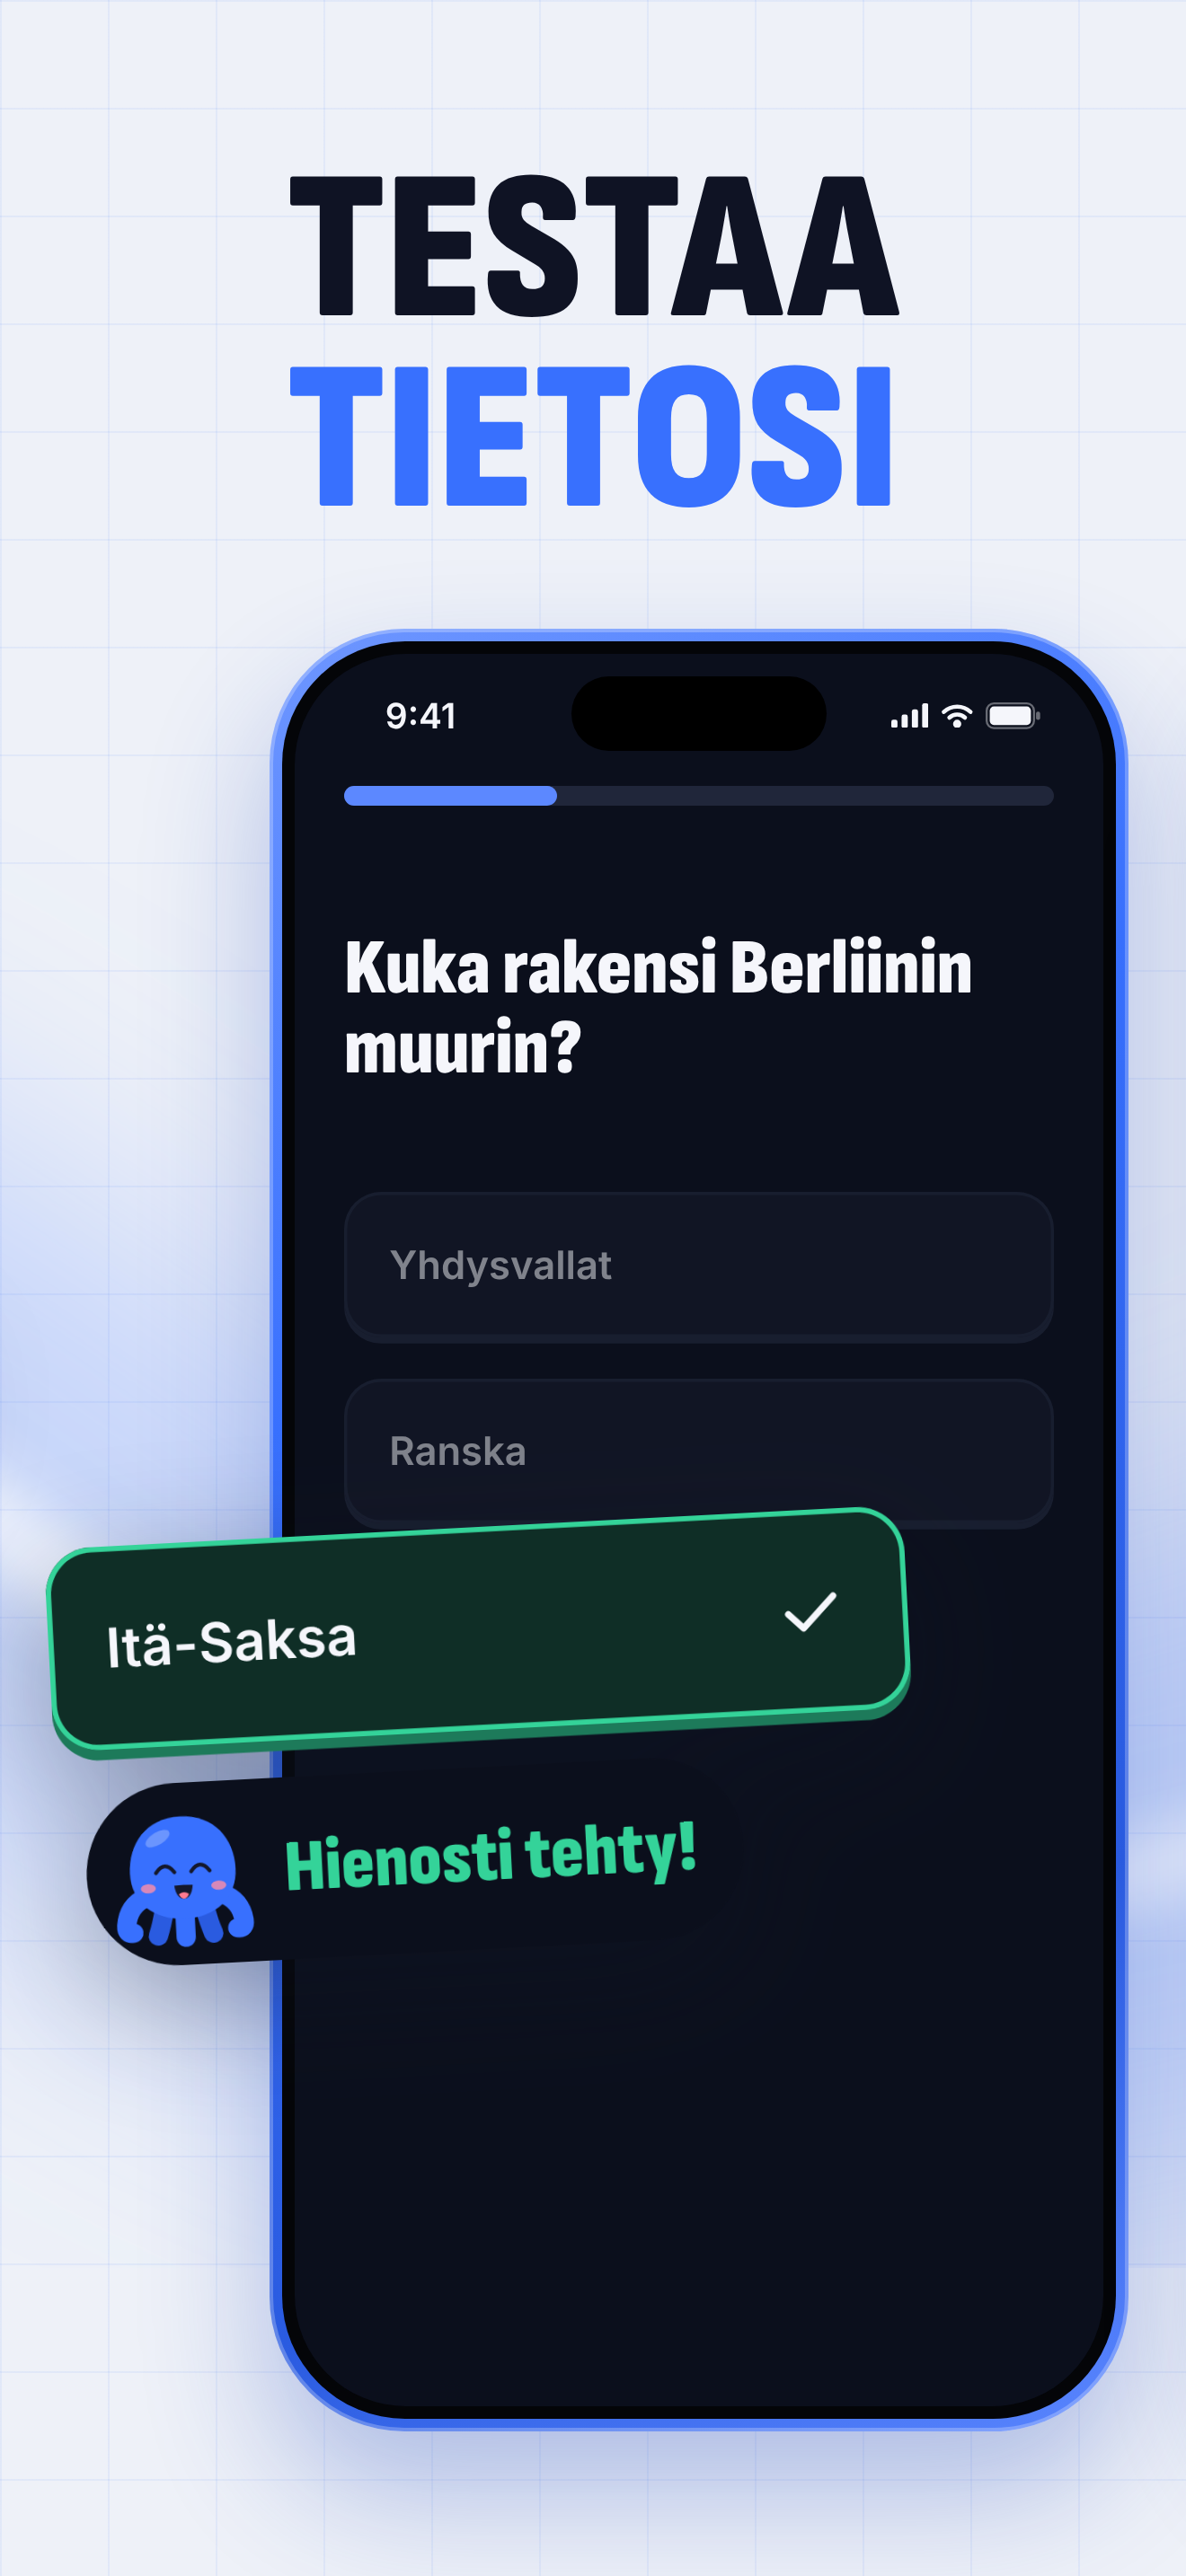 TESTAA
TIETOSI
9:41
Kuka rakensi Berliinin
muurin?
Yhdysvallat
Ranska
Itä-Saksa
Hienosti tehty!